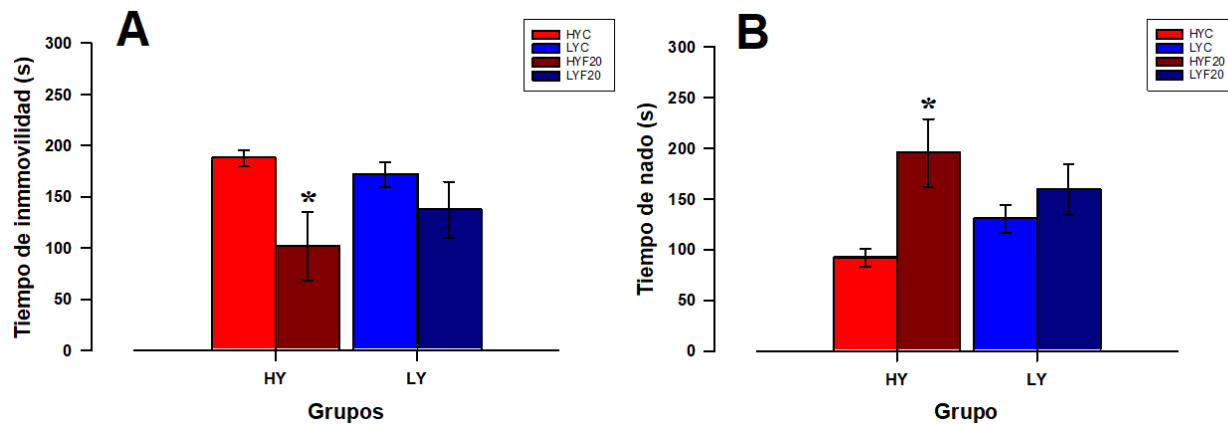 A
HYC
LYC
HYF20
LYF20
Tiempo de inmmovilidad (s)
300
250
200
150
100
50
0
*
HY
LY
Grupos
B
HYC
LYC
HYF20
LYF20
Tiempo de nado (s)
300
250
200
150
100
50
0
*
HY
LY
Grupo